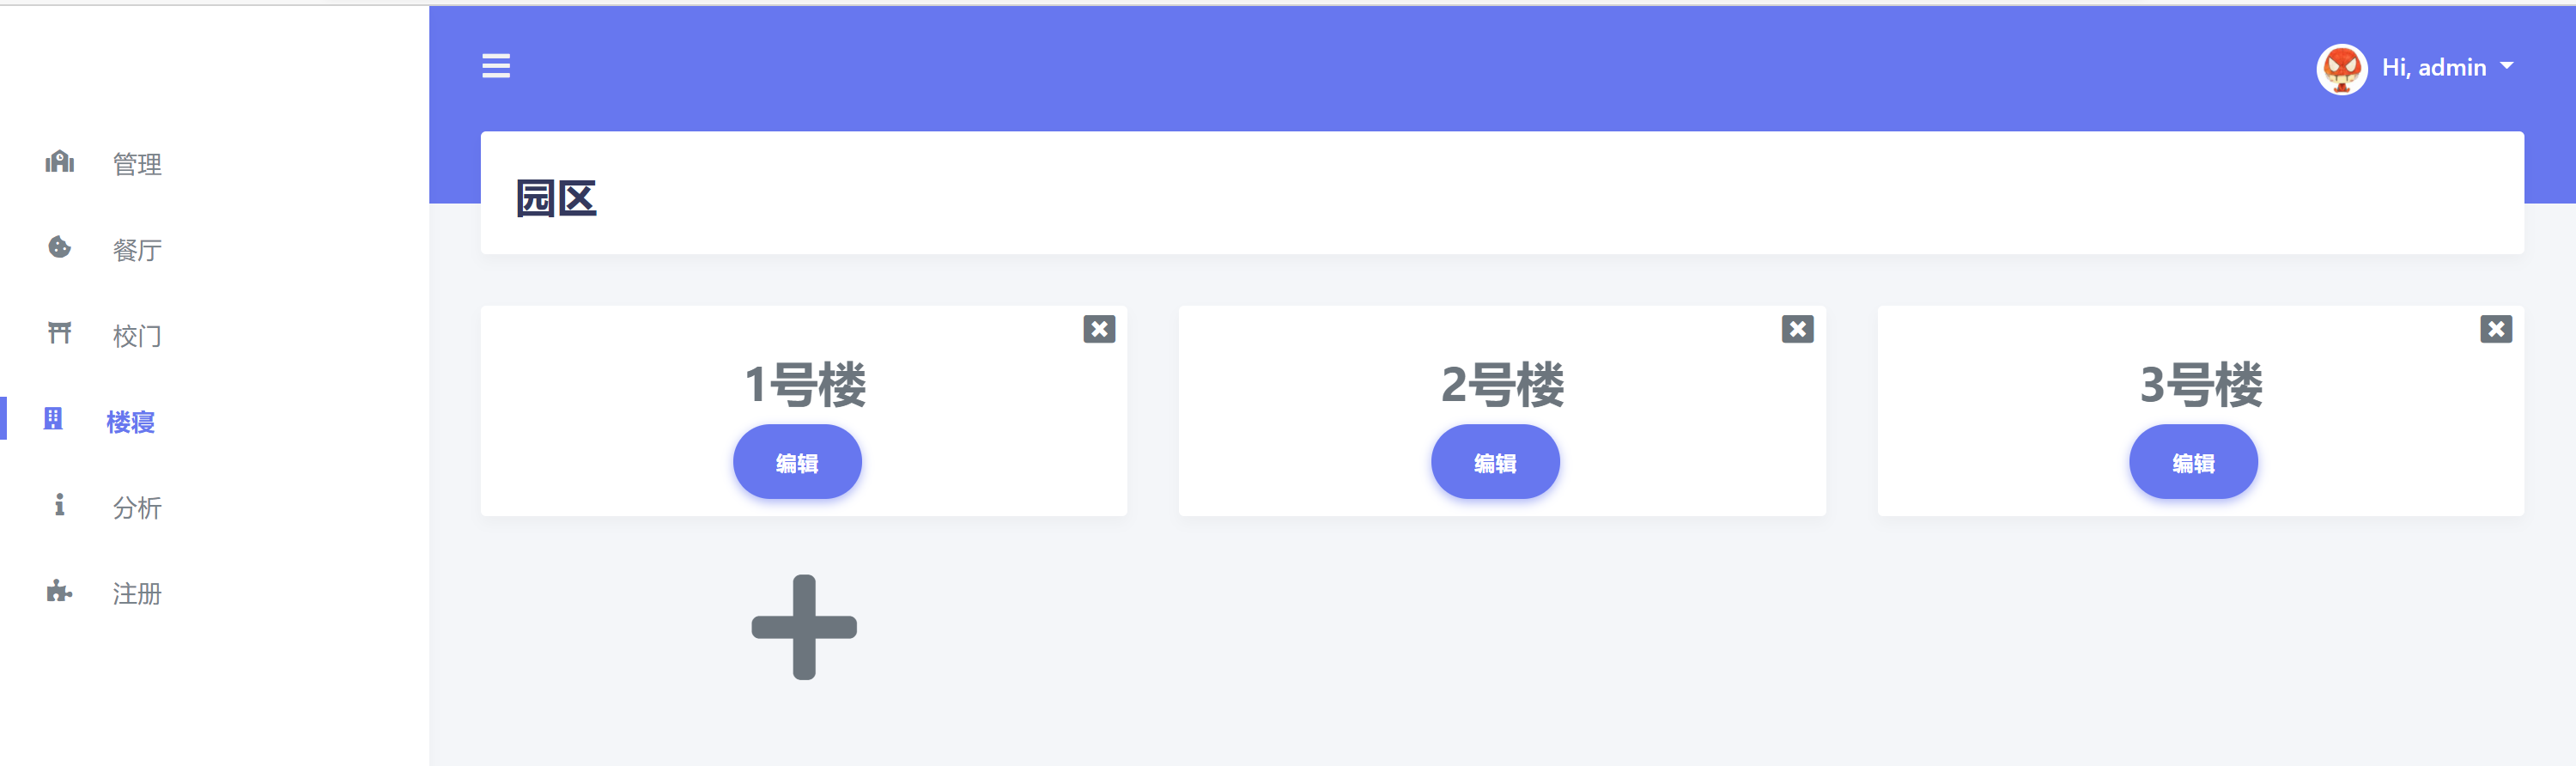 Hi, admin
管理
餐厅
校门
楼寝
分析
注册
园区
1号楼
编辑
2号楼
编辑
3号楼
编辑